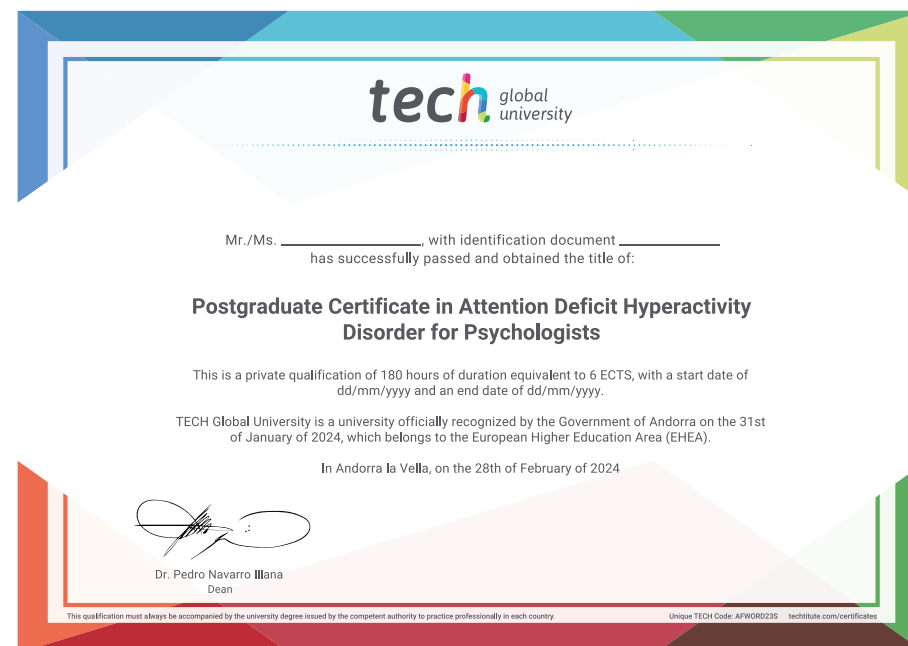 tech global university
Mr./Ms. ____________________, with identification document ______________
has successfully passed and obtained the title of:
Postgraduate Certificate in Attention Deficit Hyperactivity
Disorder for Psychologists
This is a private qualification of 180 hours of duration equivalent to 6 ECTS, with a start date of
dd/mm/yyyy and an end date of dd/mm/yyyy.
TECH Global University is a university officially recognized by the Government of Andorra on the 31st
of January of 2024, which belongs to the European Higher Education Area (EHEA).
In Andorra la Vella, on the 28th of February of 2024
Dr. Pedro Navarro Illana
Dean
This qualification must always be accompanied by the university degree issued by the competent authority to practice professionally in each country. Unique TECH Code: AFWORD23S techtitute.com/certificates